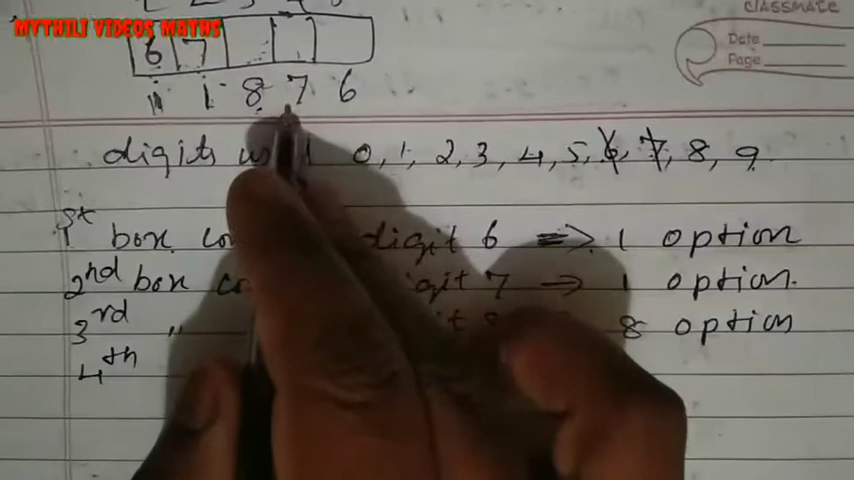 MYTHILI VIDEOS MATHS
CLASSMATE
Date
Page
6 7
1 1 8 7 6
digits 0, 1, 2, 3, 4, 5, 6, 7, 8, 9
1st box digit 6 => 1 option
2nd box digit 7 → 1 option.
3rd " 8 option
4th